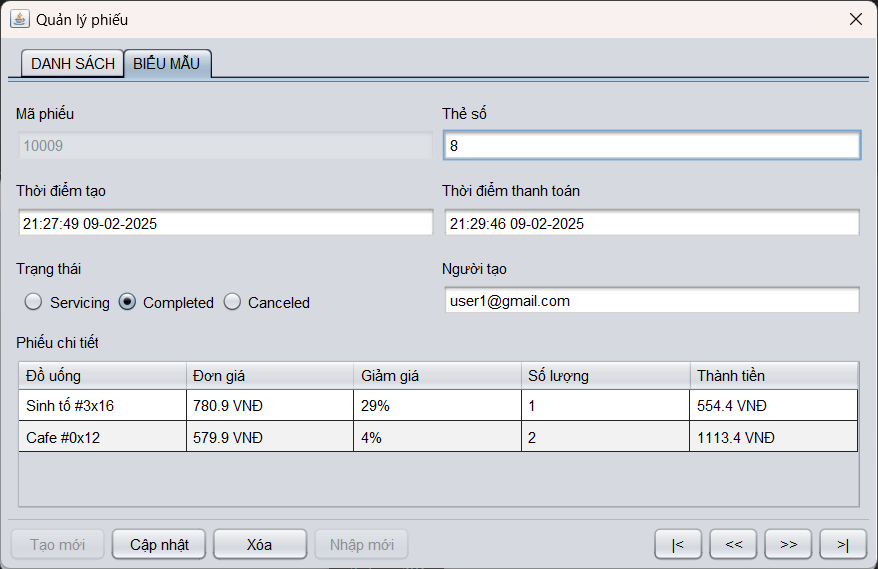 Quản lý phiếu
DANH SÁCH BIỂU MẪU
Mã phiếu Thẻ số
10009 8
Thời điểm tạo Thời điểm thanh toán
21:27:49 09-02-2025 21:29:46 09-02-2025
Trạng thái Người tạo
Servicing Completed Canceled user1@gmail.com
Phiếu chi tiết
Đồ uống Đơn giá Giảm giá Số lượng Thành tiền
Sinh tố #3x16 780.9 VNĐ 29% 1 554.4 VNĐ
Cafe #0x12 579.9 VNĐ 4% 2 1113.4 VNĐ
Tạo mới Cập nhật Xóa Nhập mới |< << >> >|